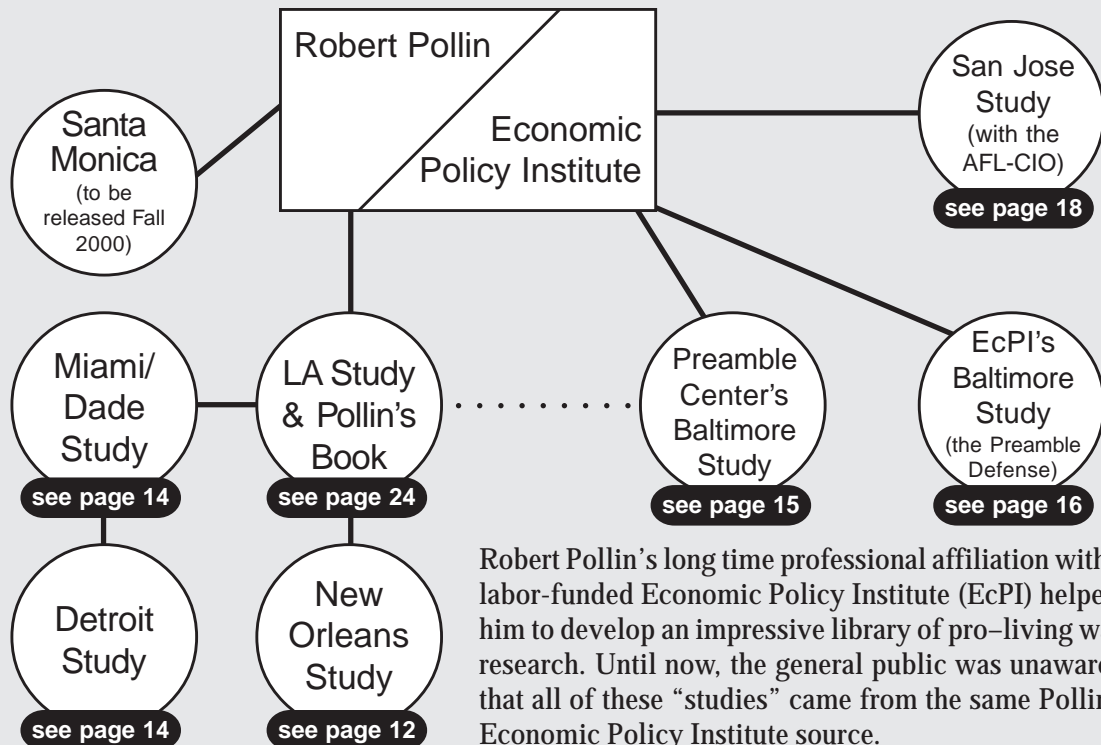 Robert Pollin
Economic
Policy Institute
San Jose
Study
(with the
AFL-CIO)
see page 18
Santa
Monica
(to be
released Fall
2000)
Miami/
Dade
Study
see page 14
LA Study
& Pollin's
Book
see page 24
Preamble
Center's
Baltimore
Study
see page 15
EcPI's
Baltimore
Study
(the Preamble
Defense)
see page 16
Detroit
Study
see page 14
New
Orleans
Study
see page 12
Robert Pollin’s long time professional affiliation with
labor-funded Economic Policy Institute (EcPI) helpe
him to develop an impressive library of pro–living w
research. Until now, the general public was unawar
that all of these “studies” came from the same Pollin
Economic Policy Institute source.